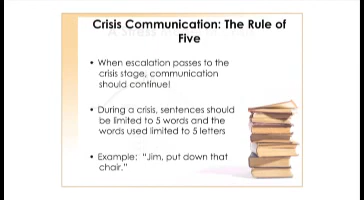 Crisis Communication: The Rule of
Five
• When escalation passes to the
crisis stage, communication
should continue!
• During a crisis, sentences should
be limited to 5 words and the
words used limited to 5 letters
• Example: "Jim, put down that
chair."